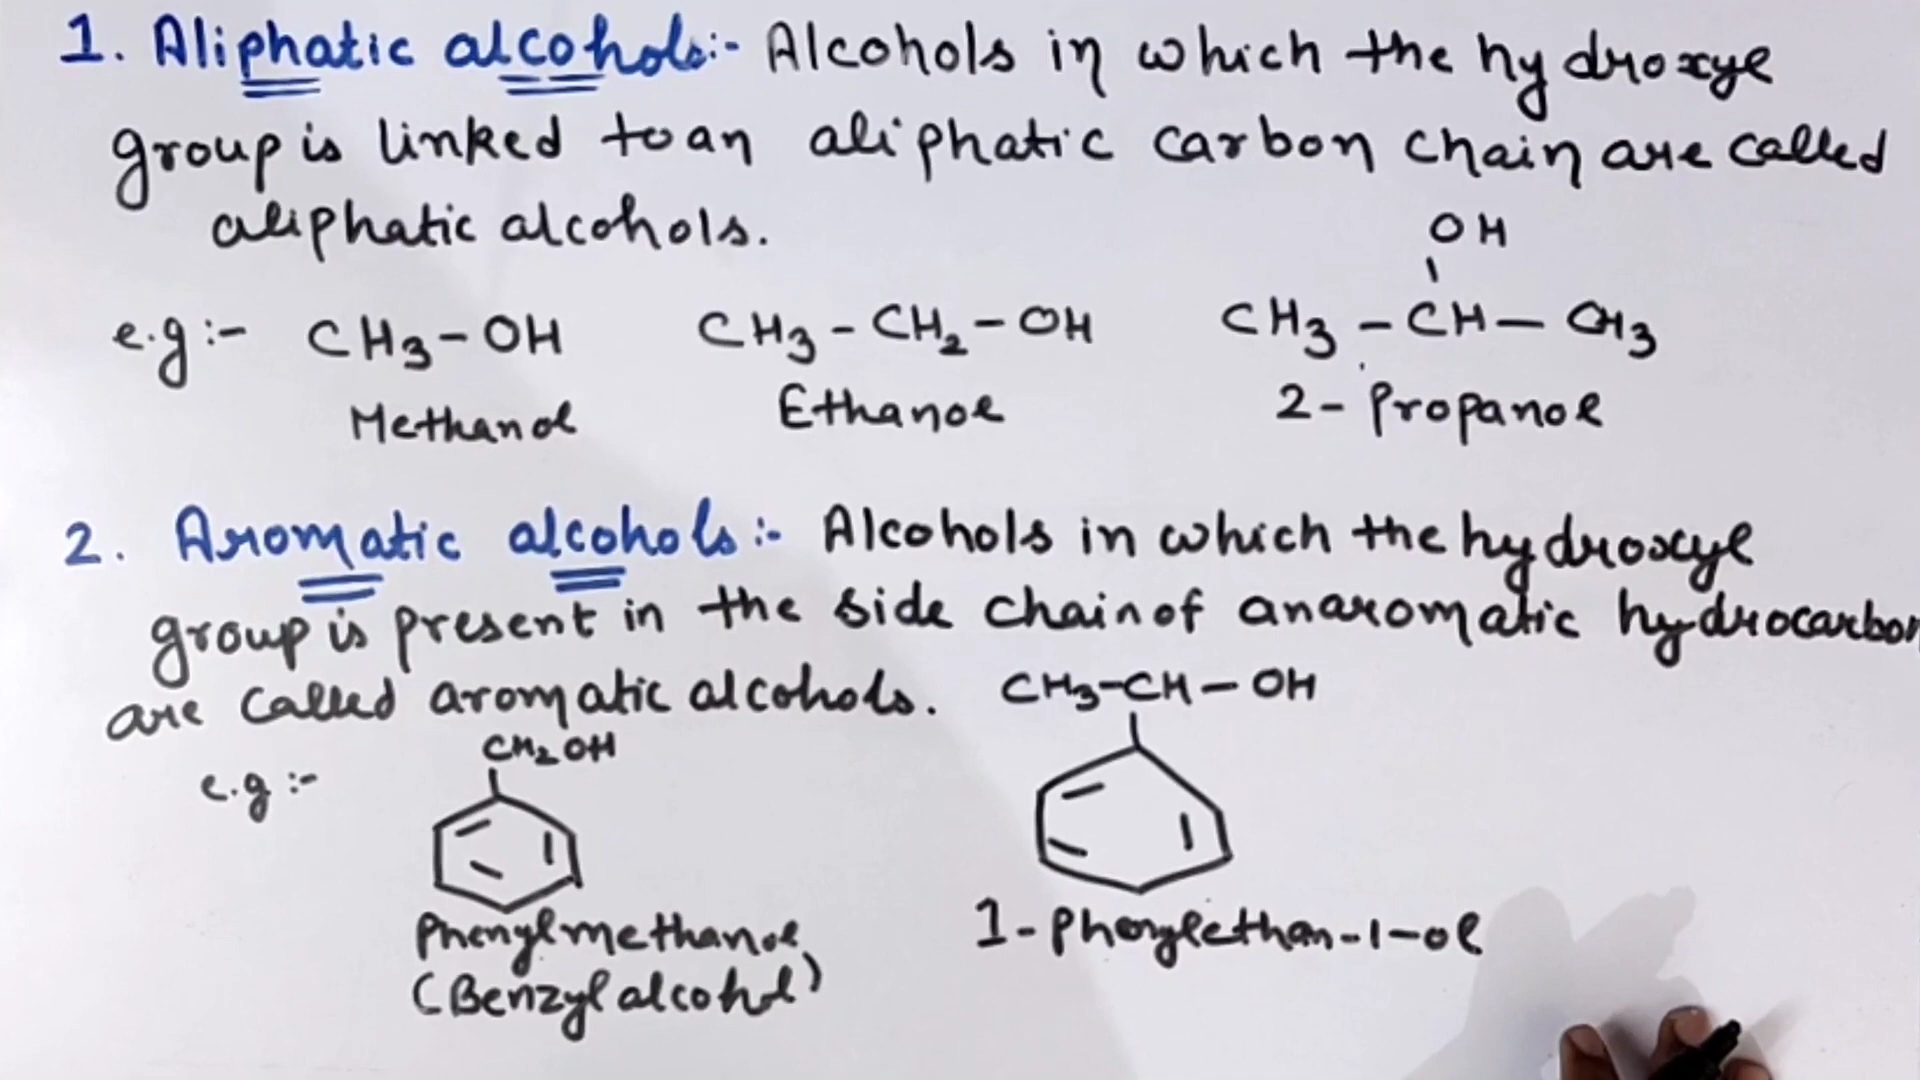 1. Aliphatic alcohols:- Alcohols in which the hydroxyl
group is linked to an aliphatic carbon chain are called
aliphatic alcohols.
OH
e.g:- CH3-OH CH3-CH2-OH CH3-CH-CH3
Methanol Ethanol 2-Propanol
2. Aromatic alcohols:- Alcohols in which the hydroxyl
group is present in the side chain of an aromatic hydrocarbon
are called aromatic alcohols. CH3-CH-OH
CH2OH
e.g:-
Phenylmethanol 1-Phenylethan-1-ol
(Benzyl alcohol)